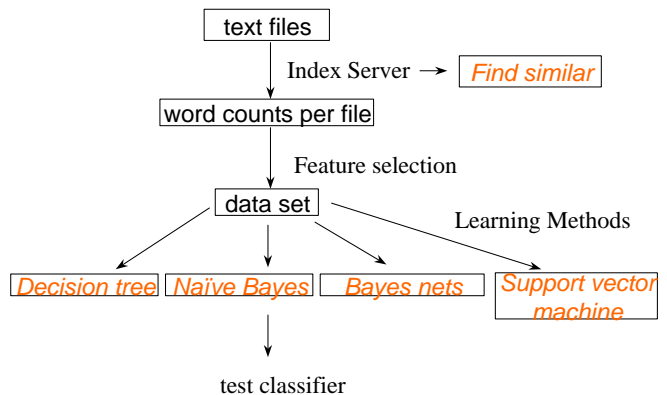 text files
Index Server
Find similar
word counts per file
Feature selection
data set
Learning Methods
Decision tree
Naïve Bayes
Bayes nets
Support vector
machine
test classifier